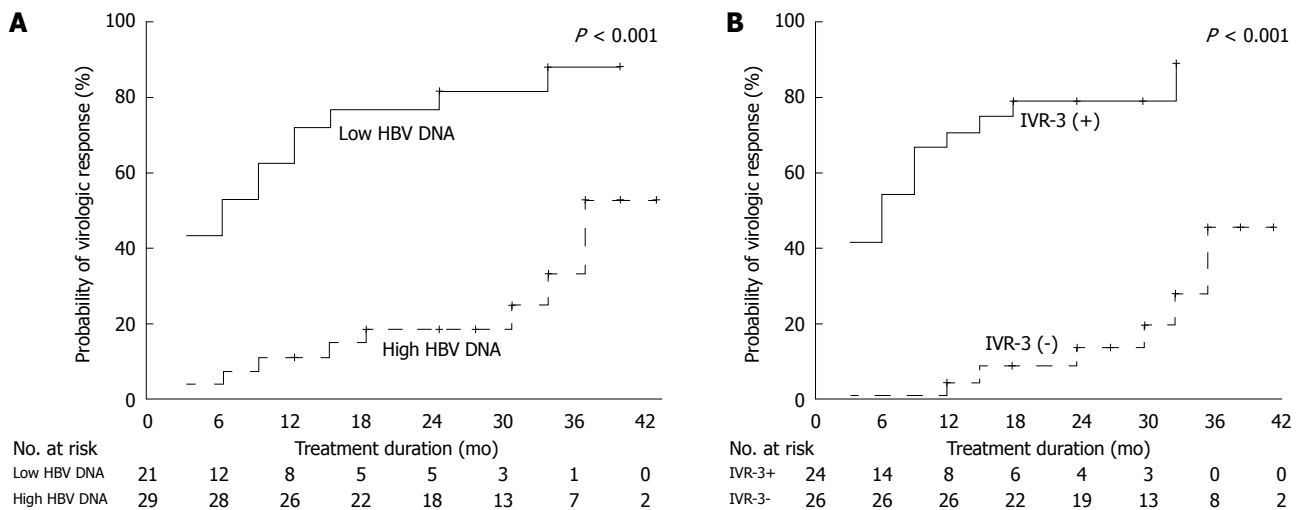 A
P < 0.001
Probability of virologic response (%)
100
80
60
40
20
0
Low HBV DNA
High HBV DNA
0 6 12 18 24 30 36 42
Treatment duration (mo)
No. at risk
Low HBV DNA 21 12 8 5 5 3 1 0
High HBV DNA 29 28 26 22 18 13 7 2
B
P < 0.001
Probability of virologic response (%)
100
80
60
40
20
0
IVR-3 (+)
IVR-3 (-)
0 6 12 18 24 30 36 42
Treatment duration (mo)
No. at risk
IVR-3+ 24 14 8 6 4 3 0 0
IVR-3- 26 26 26 22 19 13 8 2